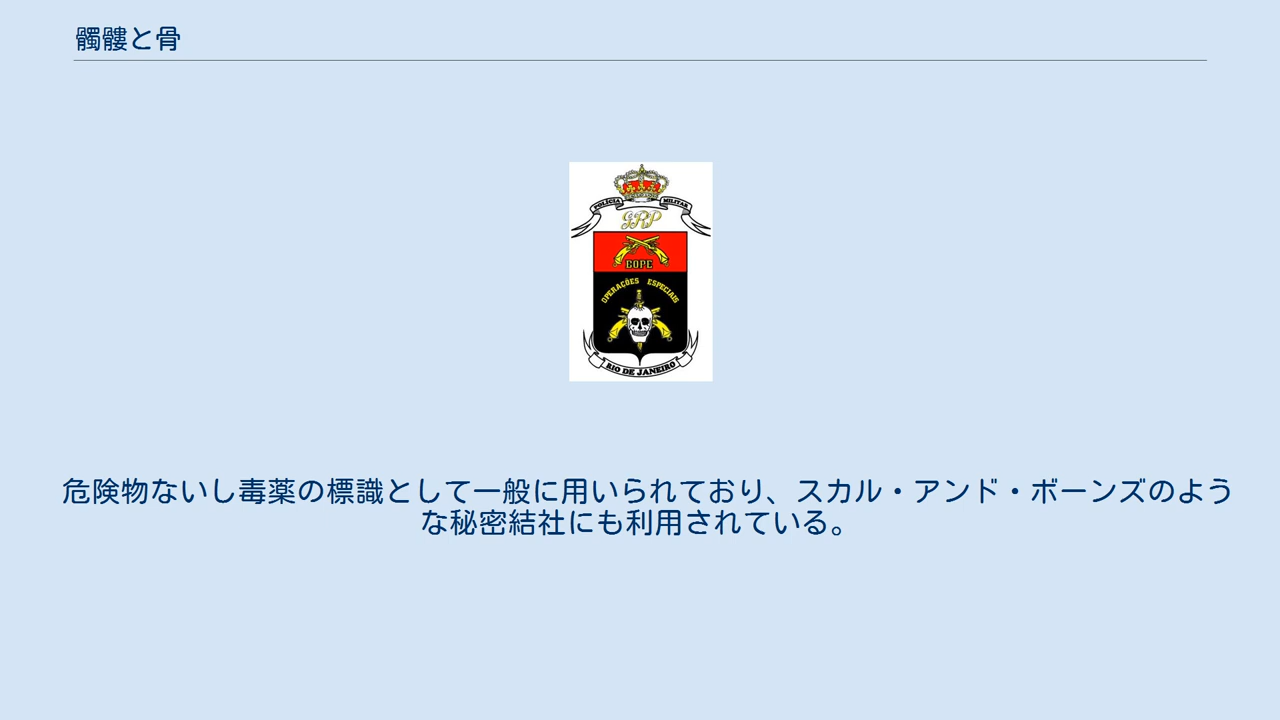 髑髏と骨
POLÍCIA MILITAR
GRP
COPE
OPERAÇÕES ESPECIAIS
RIO DE JANEIRO
危険物ないし毒薬の標識として一般に用いられており、スカル・アンド・ボーンズのよう
な秘密結社にも利用されている。